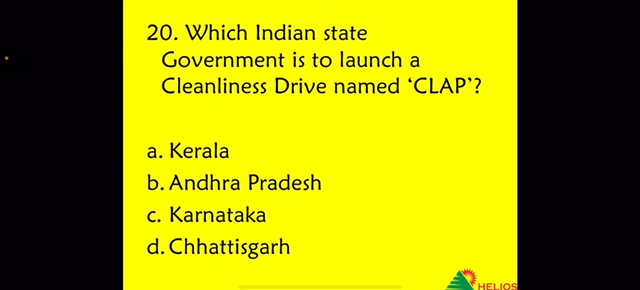 20. Which Indian state
Government is to launch a
Cleanliness Drive named ‘CLAP’?
a. Kerala
b. Andhra Pradesh
c. Karnataka
d. Chhattisgarh
HELIOS